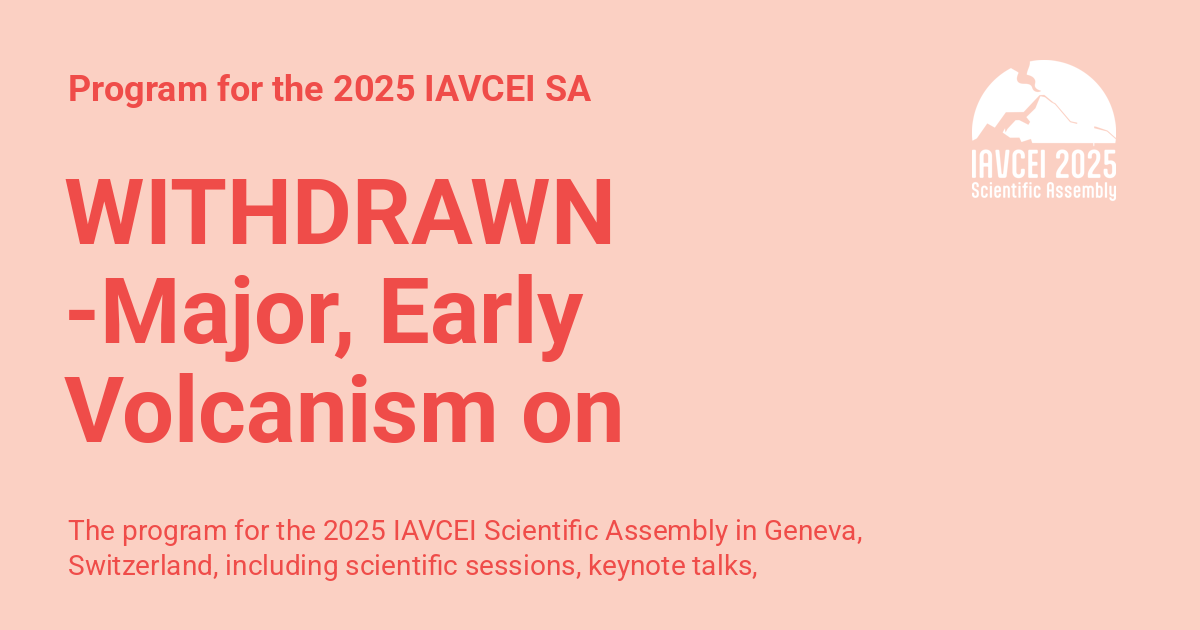 Program for the 2025 IAVCEI SA
IAVCEI 2025
Scientific Assembly
WITHDRAWN
-Major, Early
Volcanism on
The program for the 2025 IAVCEI Scientific Assembly in Geneva,
Switzerland, including scientific sessions, keynote talks,